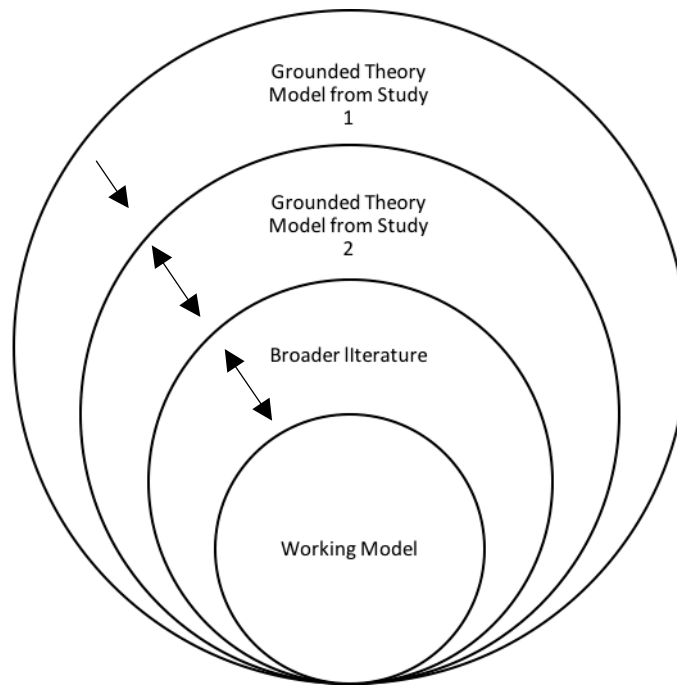 Grounded Theory
Model from Study
1
Grounded Theory
Model from Study
2
Broader lIterature
Working Model